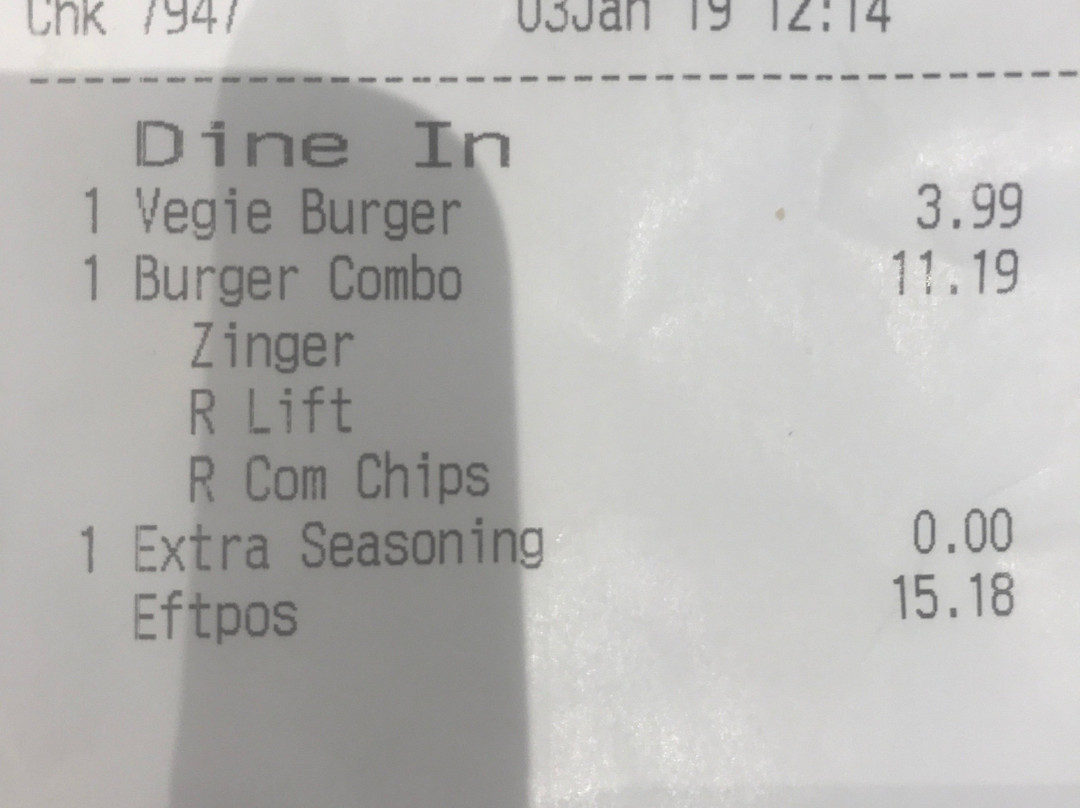 Chk 7947 03Jan'19 12:14
Dine In
1 Vegie Burger 3.99
1 Burger Combo 11.19
Zinger
R Lift
R Com Chips
1 Extra Seasoning 0.00
Eftpos 15.18